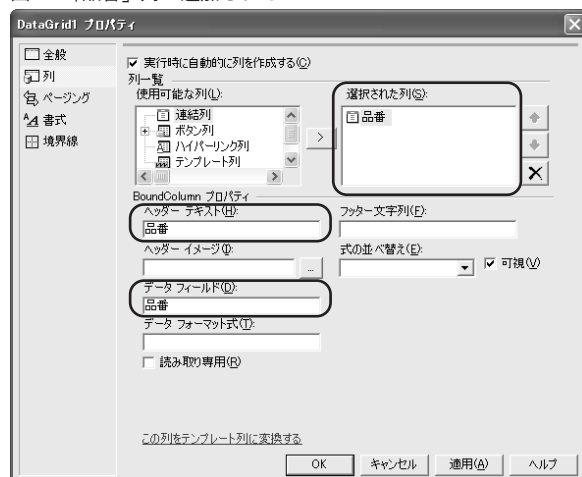 DataGrid1 プロパティ
全般
列
ページング
書式
境界線
実行時に自動的に列を作成する(C)
列一覧
使用可能な列(L):
選択された列(S):
連結列
ボタン列
ハイパーリンク列
テンプレート列
>
品番
BoundColumn プロパティ
ヘッダー テキスト(H):
フッター文字列(F):
品番
ヘッダー イメージ(I):
式の並べ替え(E):
...
可視(V)
データ フィールド(D):
品番
データ フォーマット式(T):
読み取り専用(R)
この列をテンプレート列に変換する
OK
キャンセル
適用(A)
ヘルプ